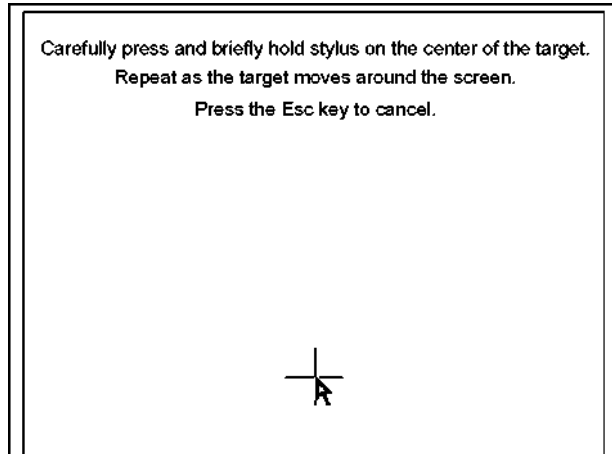 Carefully press and briefly hold stylus on the center of the target.
Repeat as the target moves around the screen.
Press the Esc key to cancel.